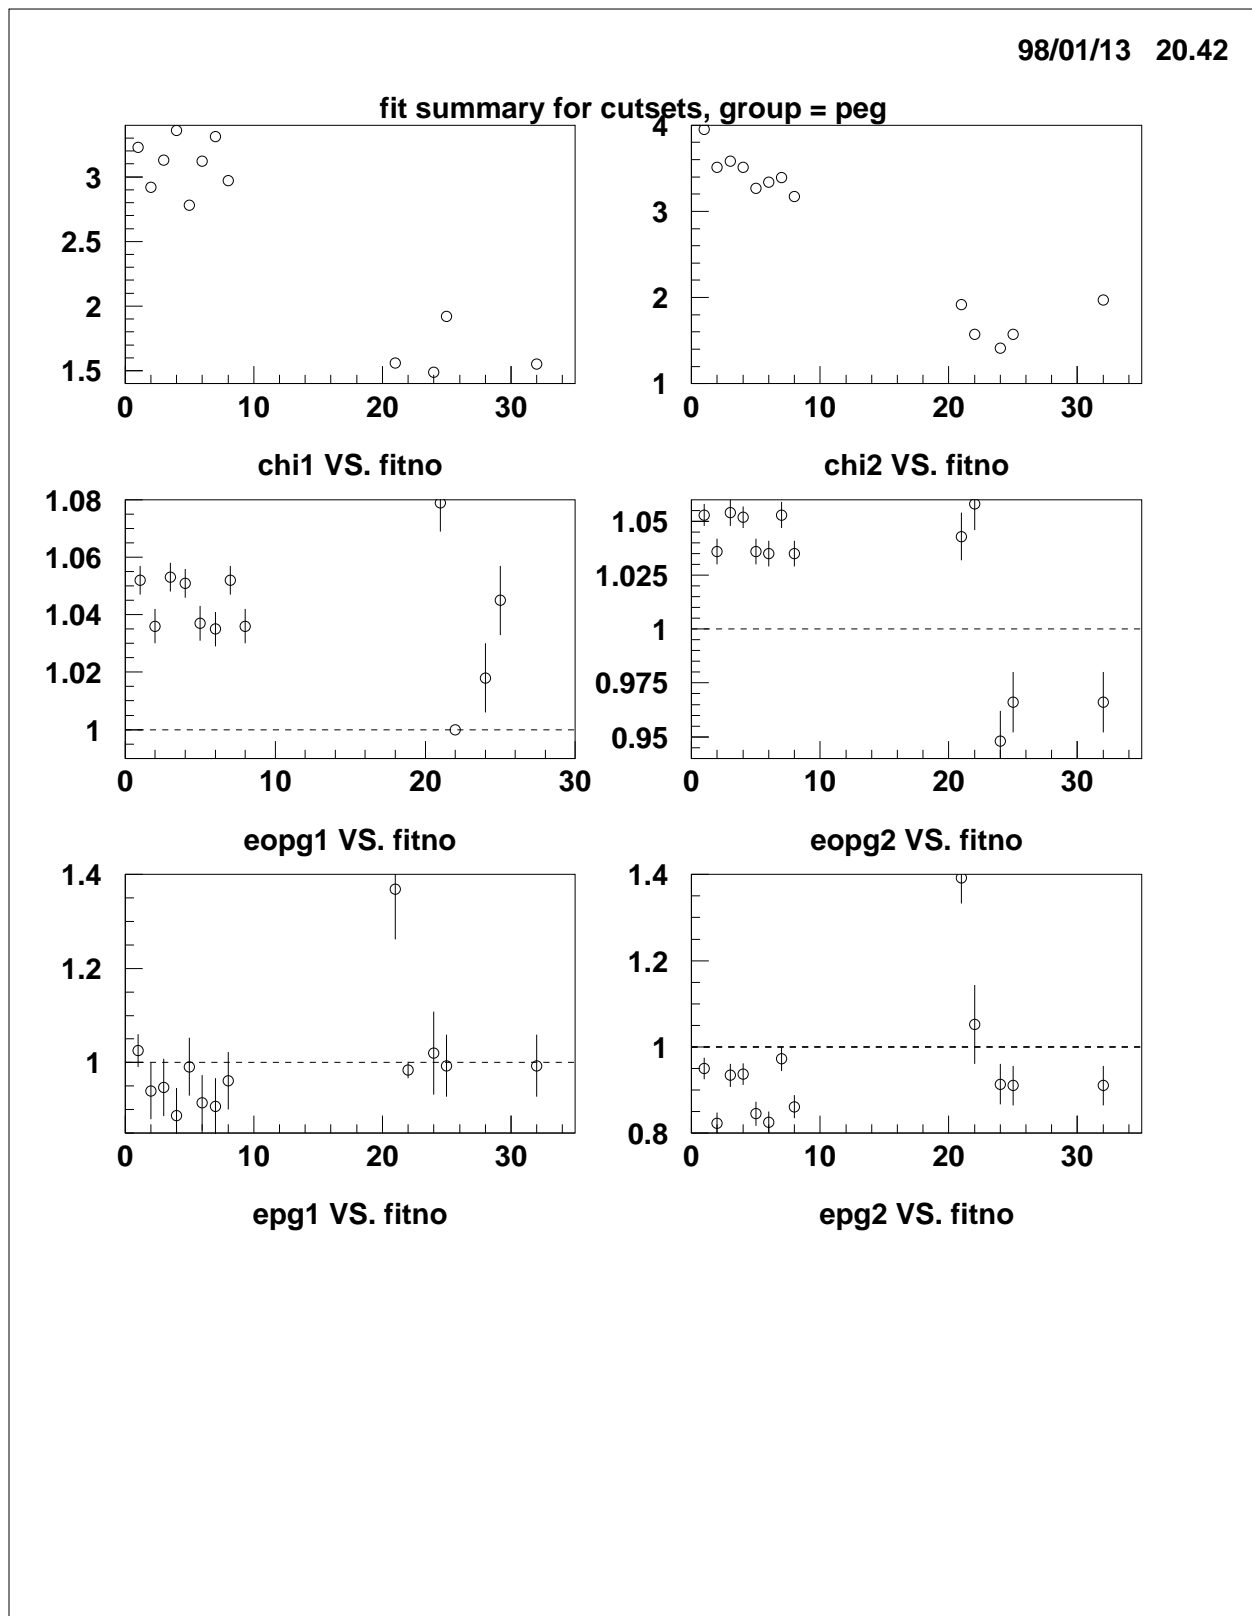 98/01/13 20.42
fit summary for cutsets, group = peg
3
2.5
2
1.5
0 10 20 30
chi1 VS. fitno
4
3
2
1
0 10 20 30
chi2 VS. fitno
1.08
1.06
1.04
1.02
1
0 10 20 30
eopg1 VS. fitno
1.05
1.025
1
0.975
0.95
0 10 20 30
eopg2 VS. fitno
1.4
1.2
1
0 10 20 30
epg1 VS. fitno
1.4
1.2
1
0.8
0 10 20 30
epg2 VS. fitno